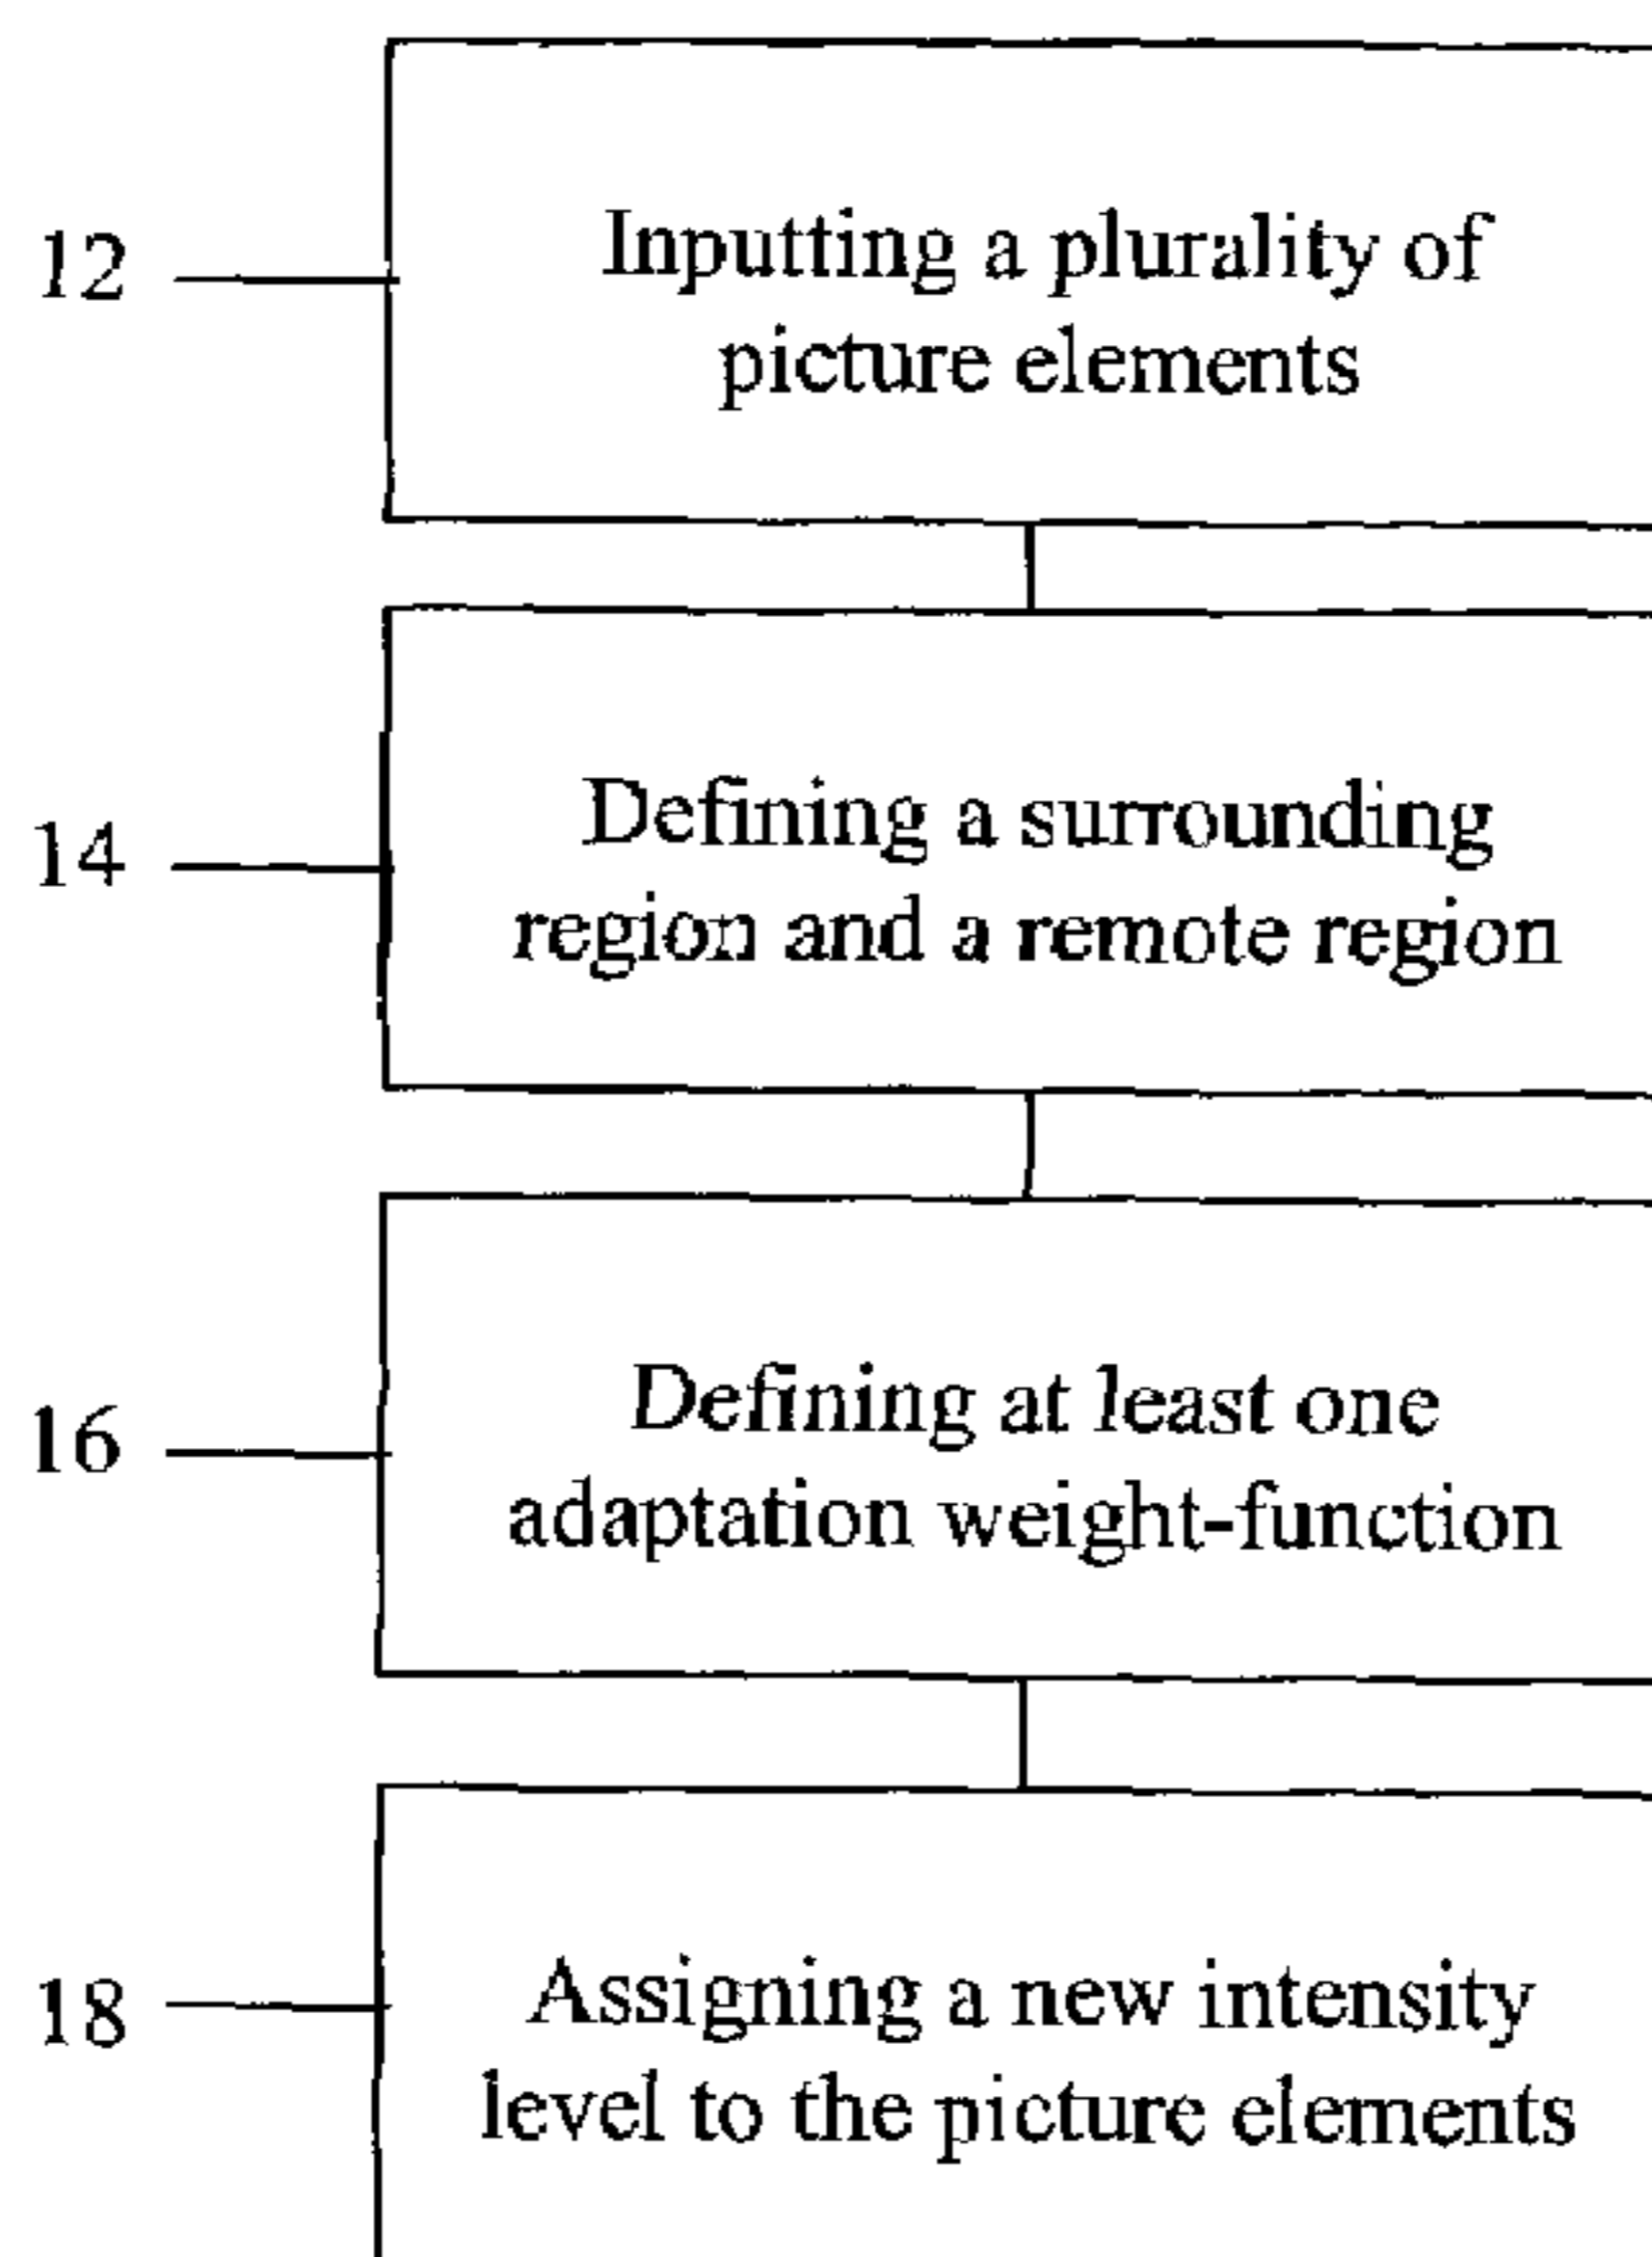 12
Inputting a plurality of
picture elements
14
Defining a surrounding
region and a remote region
16
Defining at least one
adaptation weight-function
18
Assigning a new intensity
level to the picture elements